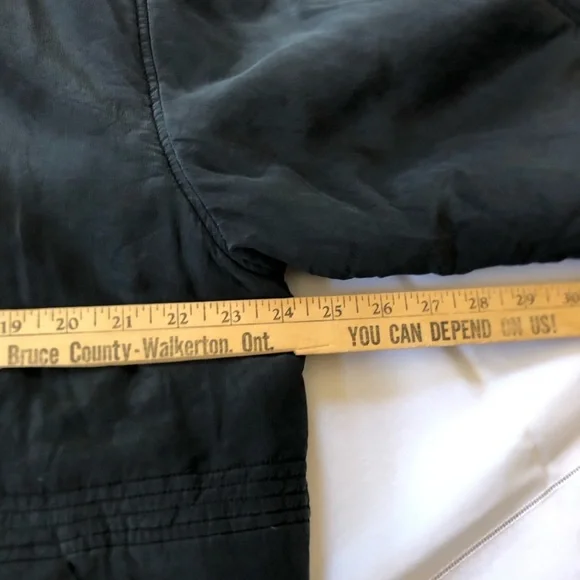 19 20 21 22 23 24 25 26 27 28 29 30
Bruce County-Walkerton. Ont. YOU CAN DEPEND ON US!